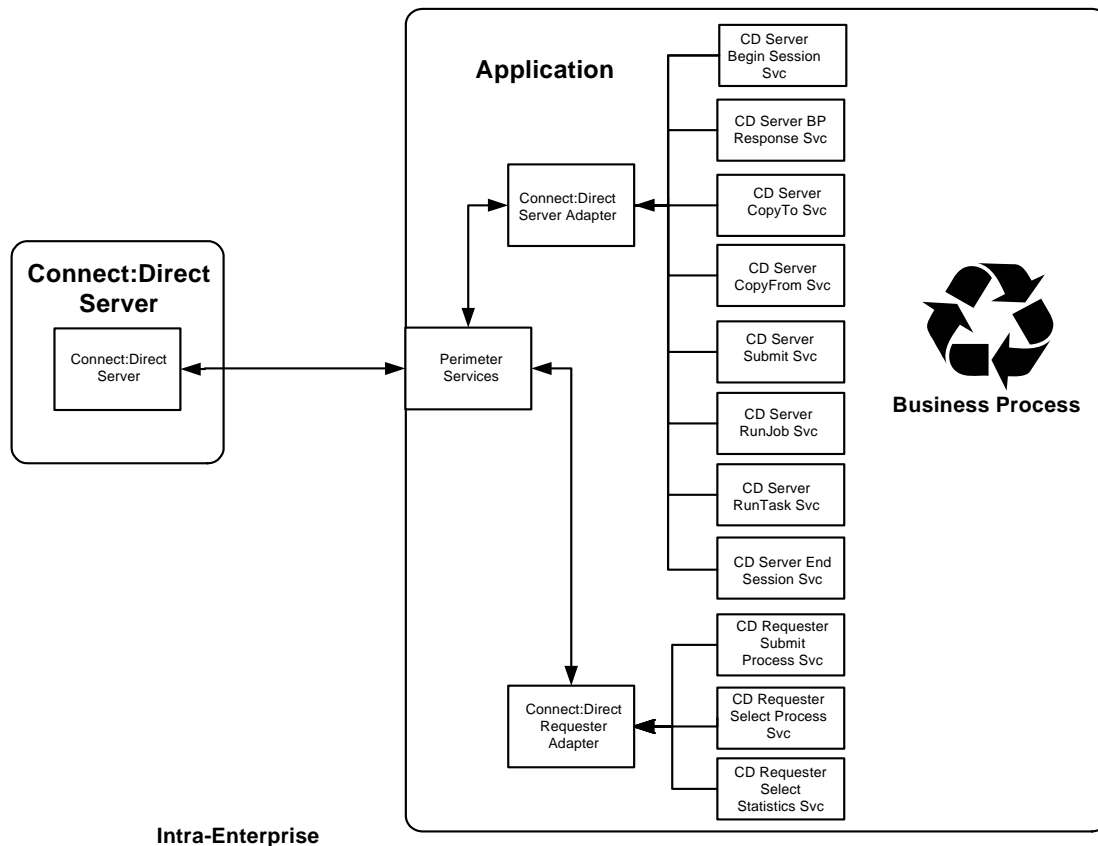 Application
CD Server
Begin Session
Svc
CD Server BP
Response Svc
Connect:Direct
Server Adapter
CD Server
CopyTo Svc
Connect:Direct
Server
Connect:Direct
Server
CD Server
CopyFrom Svc
Perimeter
Services
CD Server
Submit Svc
Business Process
CD Server
RunJob Svc
CD Server
RunTask Svc
CD Server End
Session Svc
CD Requester
Submit
Process Svc
Connect:Direct
Requester
Adapter
CD Requester
Select Process
Svc
CD Requester
Select
Statistics Svc
Intra-Enterprise